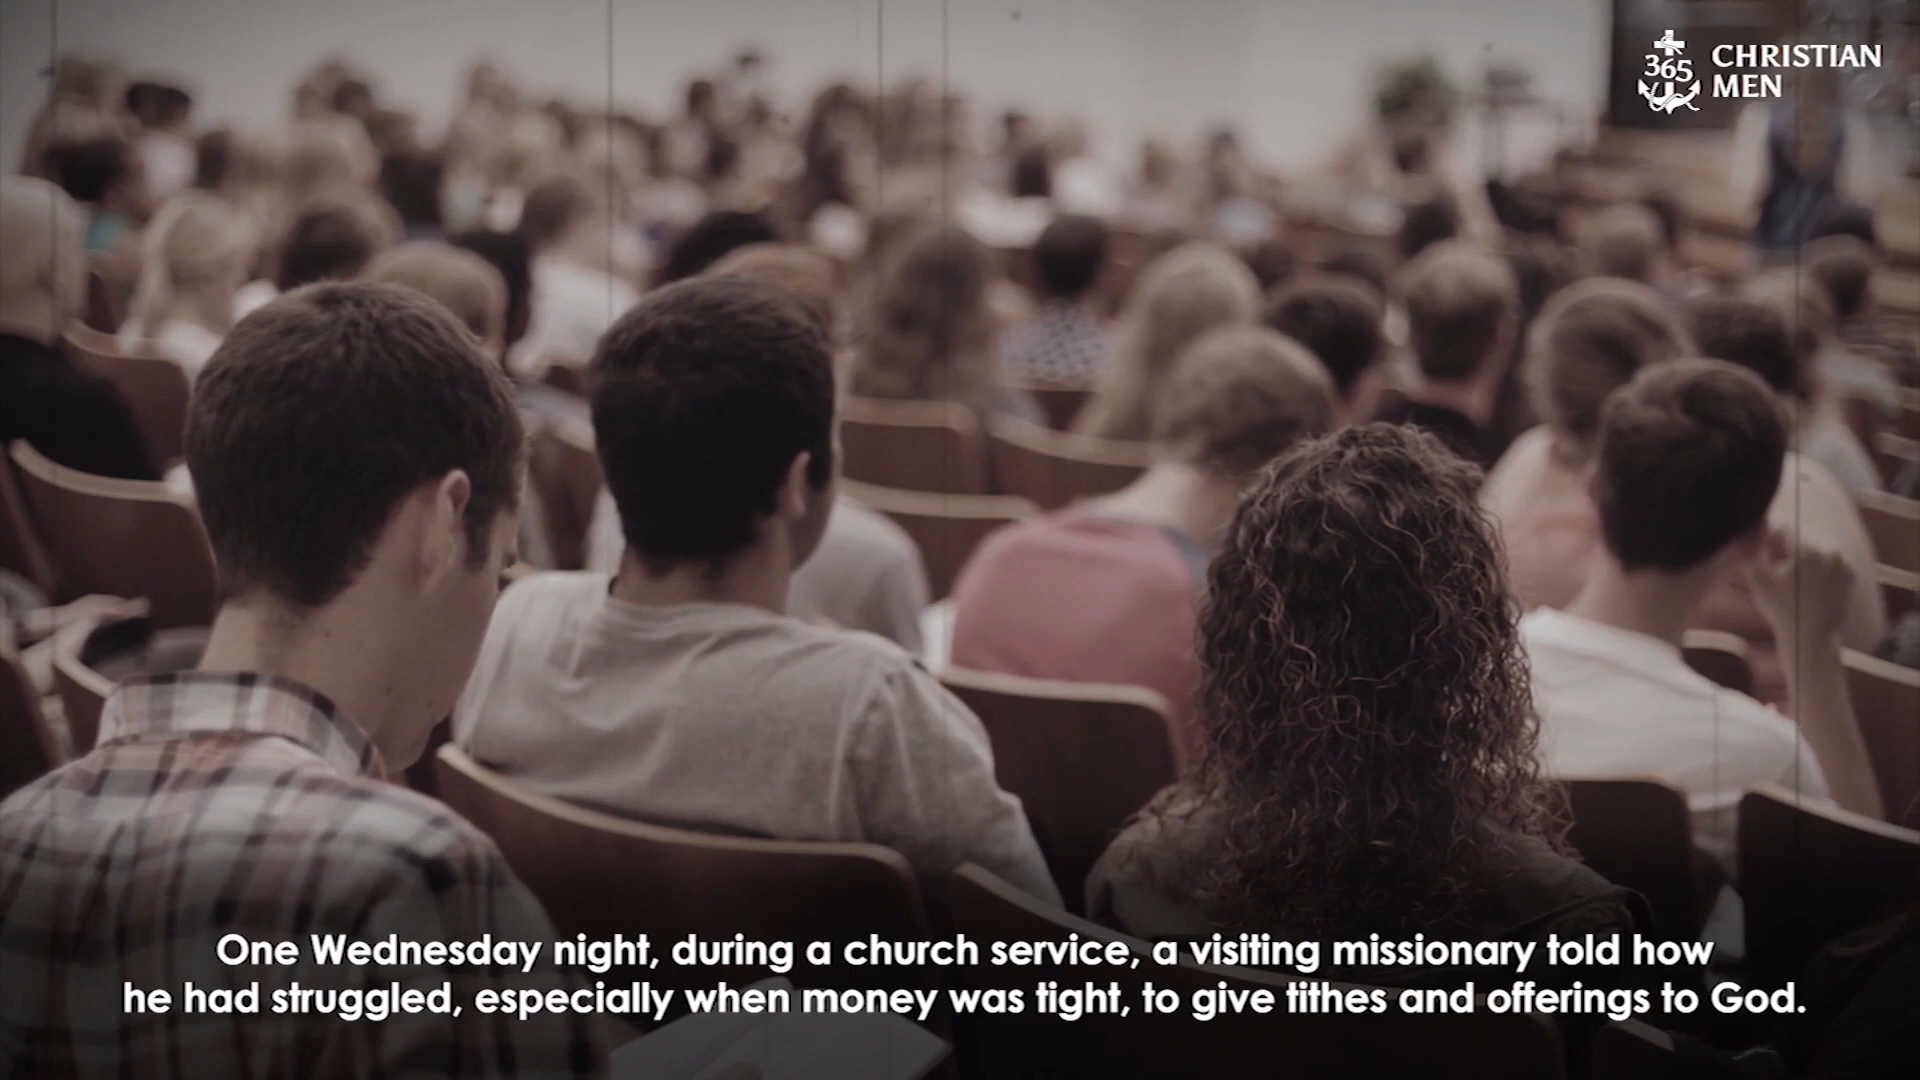 365
CHRISTIAN
MEN
One Wednesday night, during a church service, a visiting missionary told how
he had struggled, especially when money was tight, to give tithes and offerings to God.